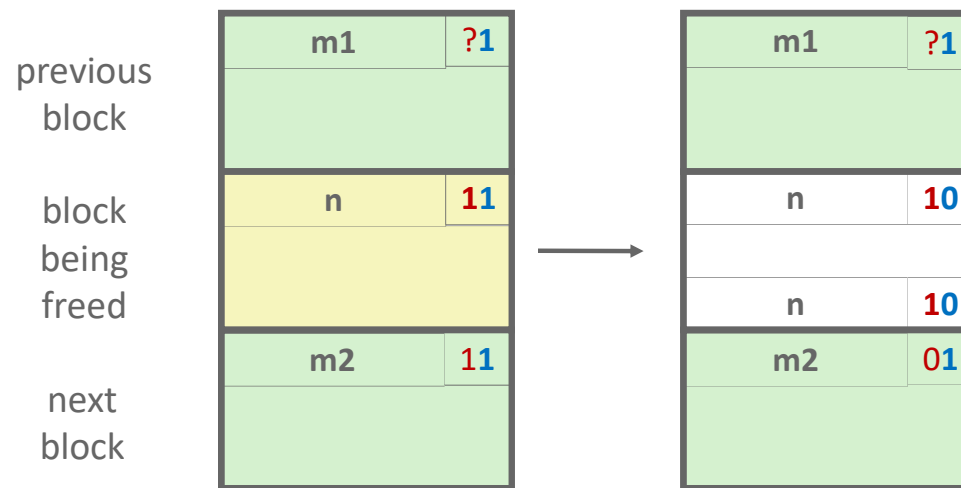 m1 ?1 m1 ?1
previous
block
block
being
freed
n 11 n 10
n 10
m2 11 m2 01
next
block